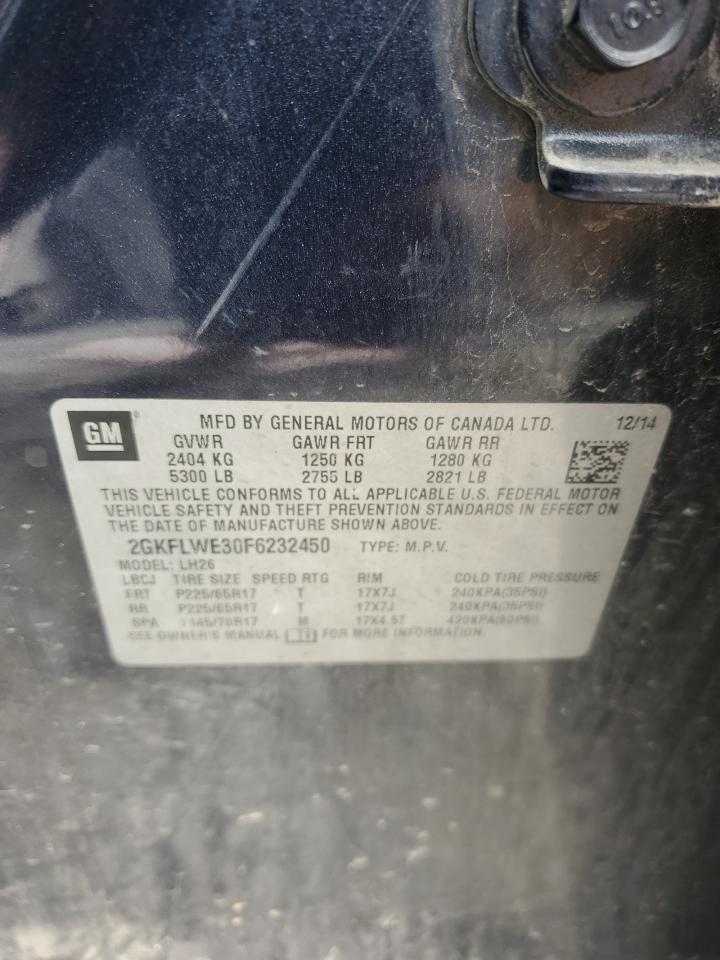 10.9
GM
MFD BY GENERAL MOTORS OF CANADA LTD. 12/14
GVWR GAWR FRT GAWR RR
2404 KG 1250 KG 1280 KG
5300 LB 2755 LB 2821 LB
THIS VEHICLE CONFORMS TO ALL APPLICABLE U.S. FEDERAL MOTOR
VEHICLE SAFETY AND THEFT PREVENTION STANDARDS IN EFFECT ON
THE DATE OF MANUFACTURE SHOWN ABOVE.
2GKFLWE30F6232450 TYPE: M.P.V.
MODEL: LH26
LBCJ TIRE SIZE SPEED RTG RIM COLD TIRE PRESSURE
FRT P225/65R17 T 17X7J 240KPA(35PSI)
RR P225/65R17 T 17X7J 240KPA(35PSI)
SPA T145/70R17 M 17X4.5T 420KPA(60PSI)
SEE OWNER'S MANUAL FOR MORE INFORMATION.